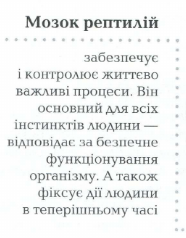 Мозок рептилій
забезпечує
і контролює життєво
важливі процеси. Він
основний для всіх
інстинктів людини —
відповідає за безпечне
функціонування
організму. А також
фіксує дії людини
в теперішньому часі